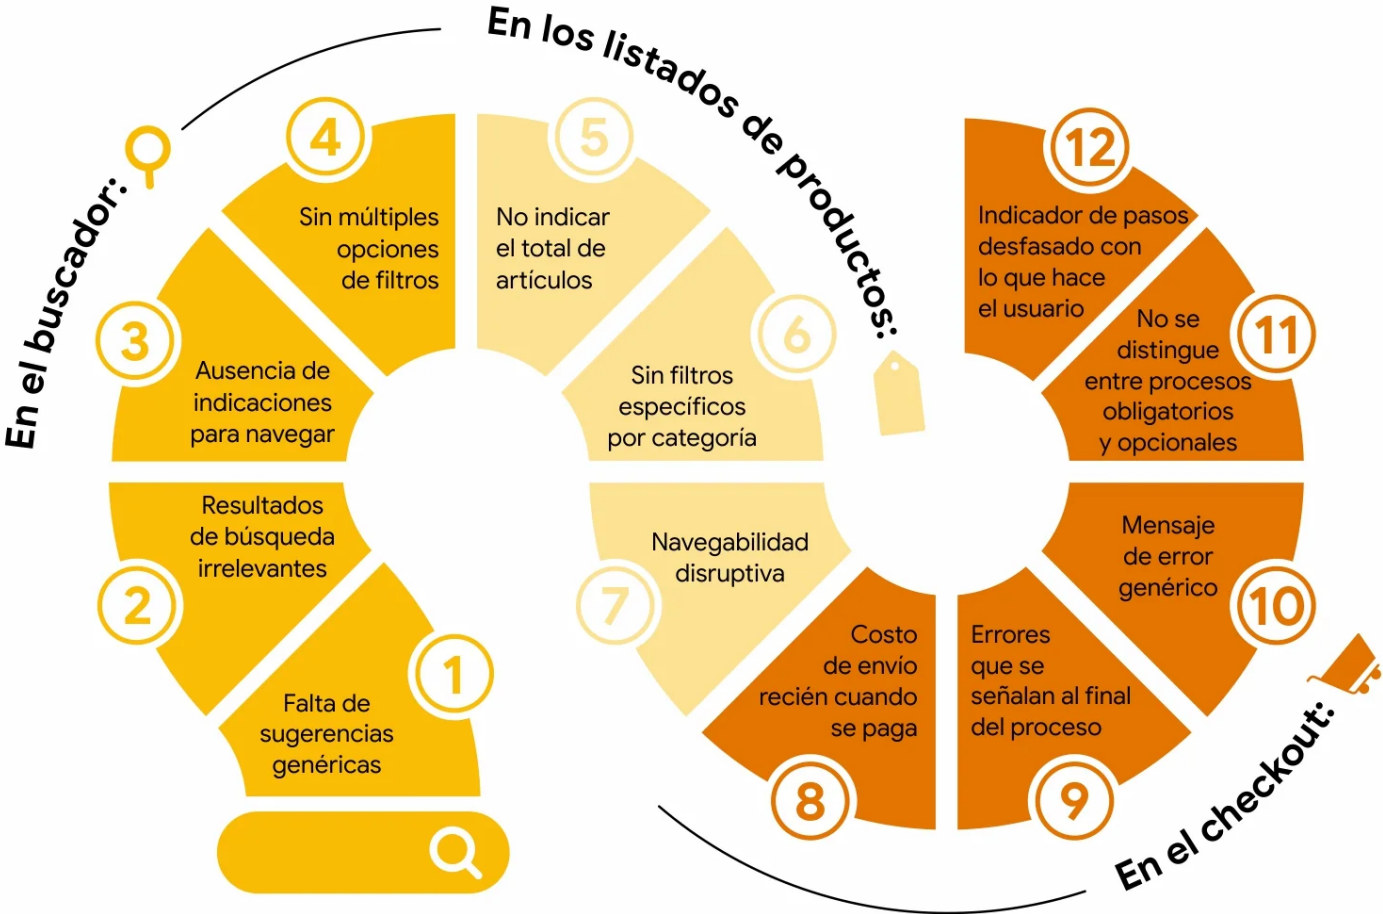 En el buscador:
1
Falta de
sugerencias
genéricas
2
Resultados
de búsqueda
irrelevantes
3
Ausencia de
indicaciones
para navegar
4
Sin múltiples
opciones
de filtros
En los listados de productos:
5
No indicar
el total de
artículos
6
Sin filtros
específicos
por categoría
7
Navegabilidad
disruptiva
En el checkout:
8
Costo
de envío
recién cuando
se paga
9
Errores
que se
señalan al final
del proceso
10
Mensaje
de error
genérico
11
No se
distingue
entre procesos
obligatorios
y opcionales
12
Indicador de pasos
desfasado con
lo que hace
el usuario